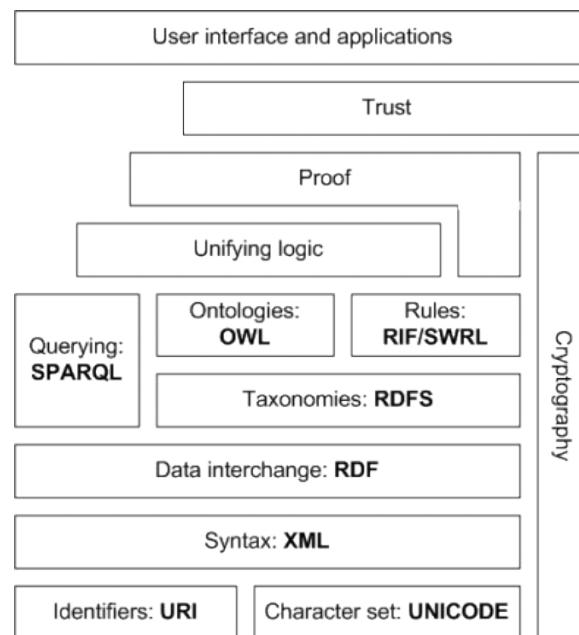 User interface and applications
Trust
Proof
Unifying logic
Ontologies:
OWL
Rules:
RIF/SWRL
Querying:
SPARQL
Taxonomies: RDFS
Data interchange: RDF
Syntax: XML
Identifiers: URI
Character set: UNICODE
Cryptography